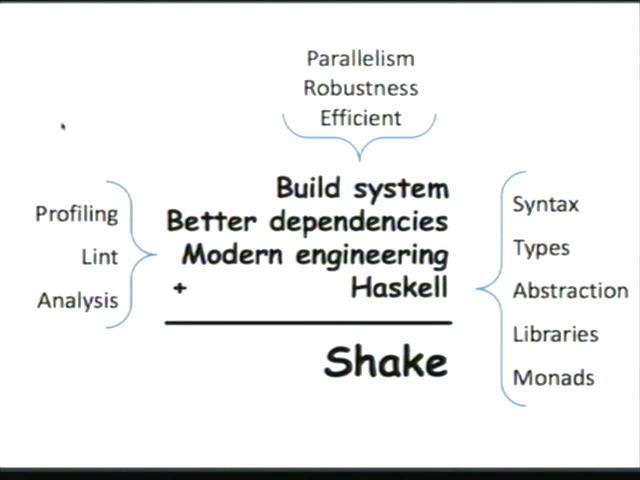 Parallelism
Robustness
Efficient
Build system
Better dependencies
Modern engineering
+ Haskell
Shake
Profiling
Lint
Analysis
Syntax
Types
Abstraction
Libraries
Monads